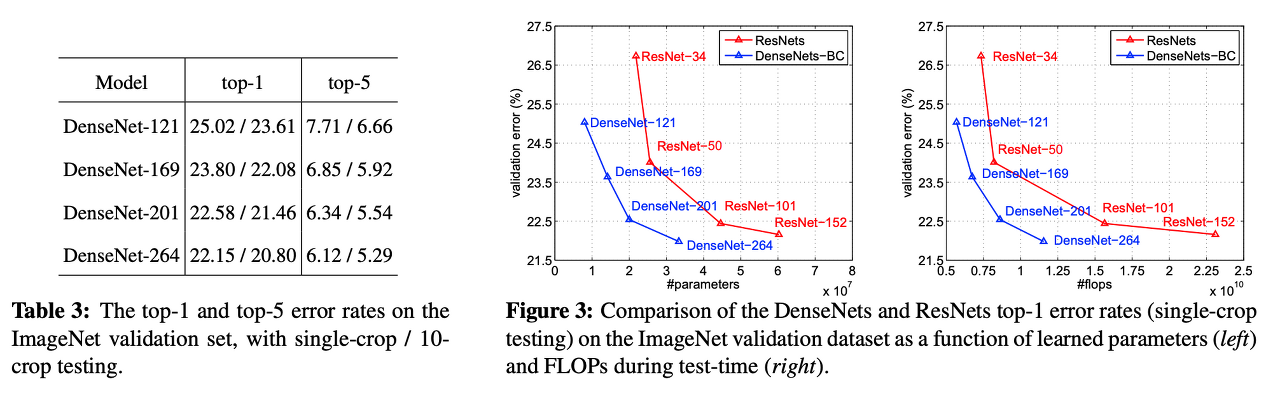 Model top-1 top-5
DenseNet-121 25.02 / 23.61 7.71 / 6.66
DenseNet-169 23.80 / 22.08 6.85 / 5.92
DenseNet-201 22.58 / 21.46 6.34 / 5.54
DenseNet-264 22.15 / 20.80 6.12 / 5.29
Table 3: The top-1 and top-5 error rates on the
ImageNet validation set, with single-crop / 10-
crop testing.
27.5
26.5
25.5
24.5
23.5
22.5
21.5
validation error (%)
ResNets
DenseNets−BC
ResNet−34
DenseNet−121
ResNet−50
DenseNet−169
DenseNet−201
ResNet−101
ResNet−152
DenseNet−264
0 1 2 3 4 5 6 7 8
#parameters
x 10^7
27.5
26.5
25.5
24.5
23.5
22.5
21.5
validation error (%)
ResNets
DenseNets−BC
ResNet−34
DenseNet−121
ResNet−50
DenseNet−169
DenseNet−201
ResNet−101
ResNet−152
DenseNet−264
0.5 0.75 1 1.25 1.5 1.75 2 2.25 2.5
#flops
x 10^10
Figure 3: Comparison of the DenseNets and ResNets top-1 error rates (single-crop
testing) on the ImageNet validation dataset as a function of learned parameters (left)
and FLOPs during test-time (right).